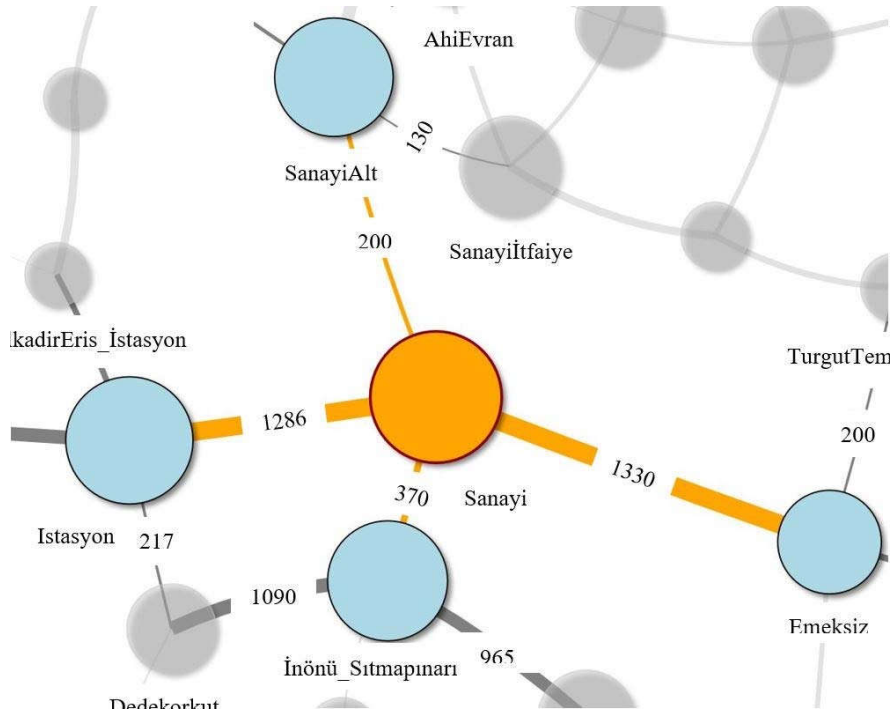 AhiEvran
130
SanayiAlt
200
Sanayiİtfaiye
lkadirEris_İstasyon
TurgutTem
1286
200
1330
370
Sanayi
Istasyon
217
1090
Emeksiz
İnönü_Sıtmapınarı
965
Dedekorkut